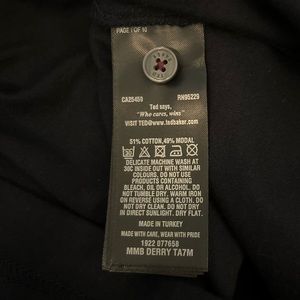 PAGE 1 OF 10
CA25450 RN95229
Ted says,
"Who cares, wins"
VISIT TED@www.tedbaker.com
51% COTTON,49% MODAL
DELICATE MACHINE WASH AT
30C INSIDE OUT WITH SIMILAR
COLOURS. DO NOT USE
PRODUCTS CONTAINING
BLEACH, OIL OR ALCOHOL. DO
NOT TUMBLE DRY. WARM IRON
ON REVERSE USING A CLOTH. DO
NOT DRY CLEAN. DO NOT DRY IN
DIRECT SUNLIGHT. DRY FLAT.
MADE IN TURKEY
MADE WITH CARE, WEAR WITH PRIDE
1922 077658
MMB DERRY TA7M